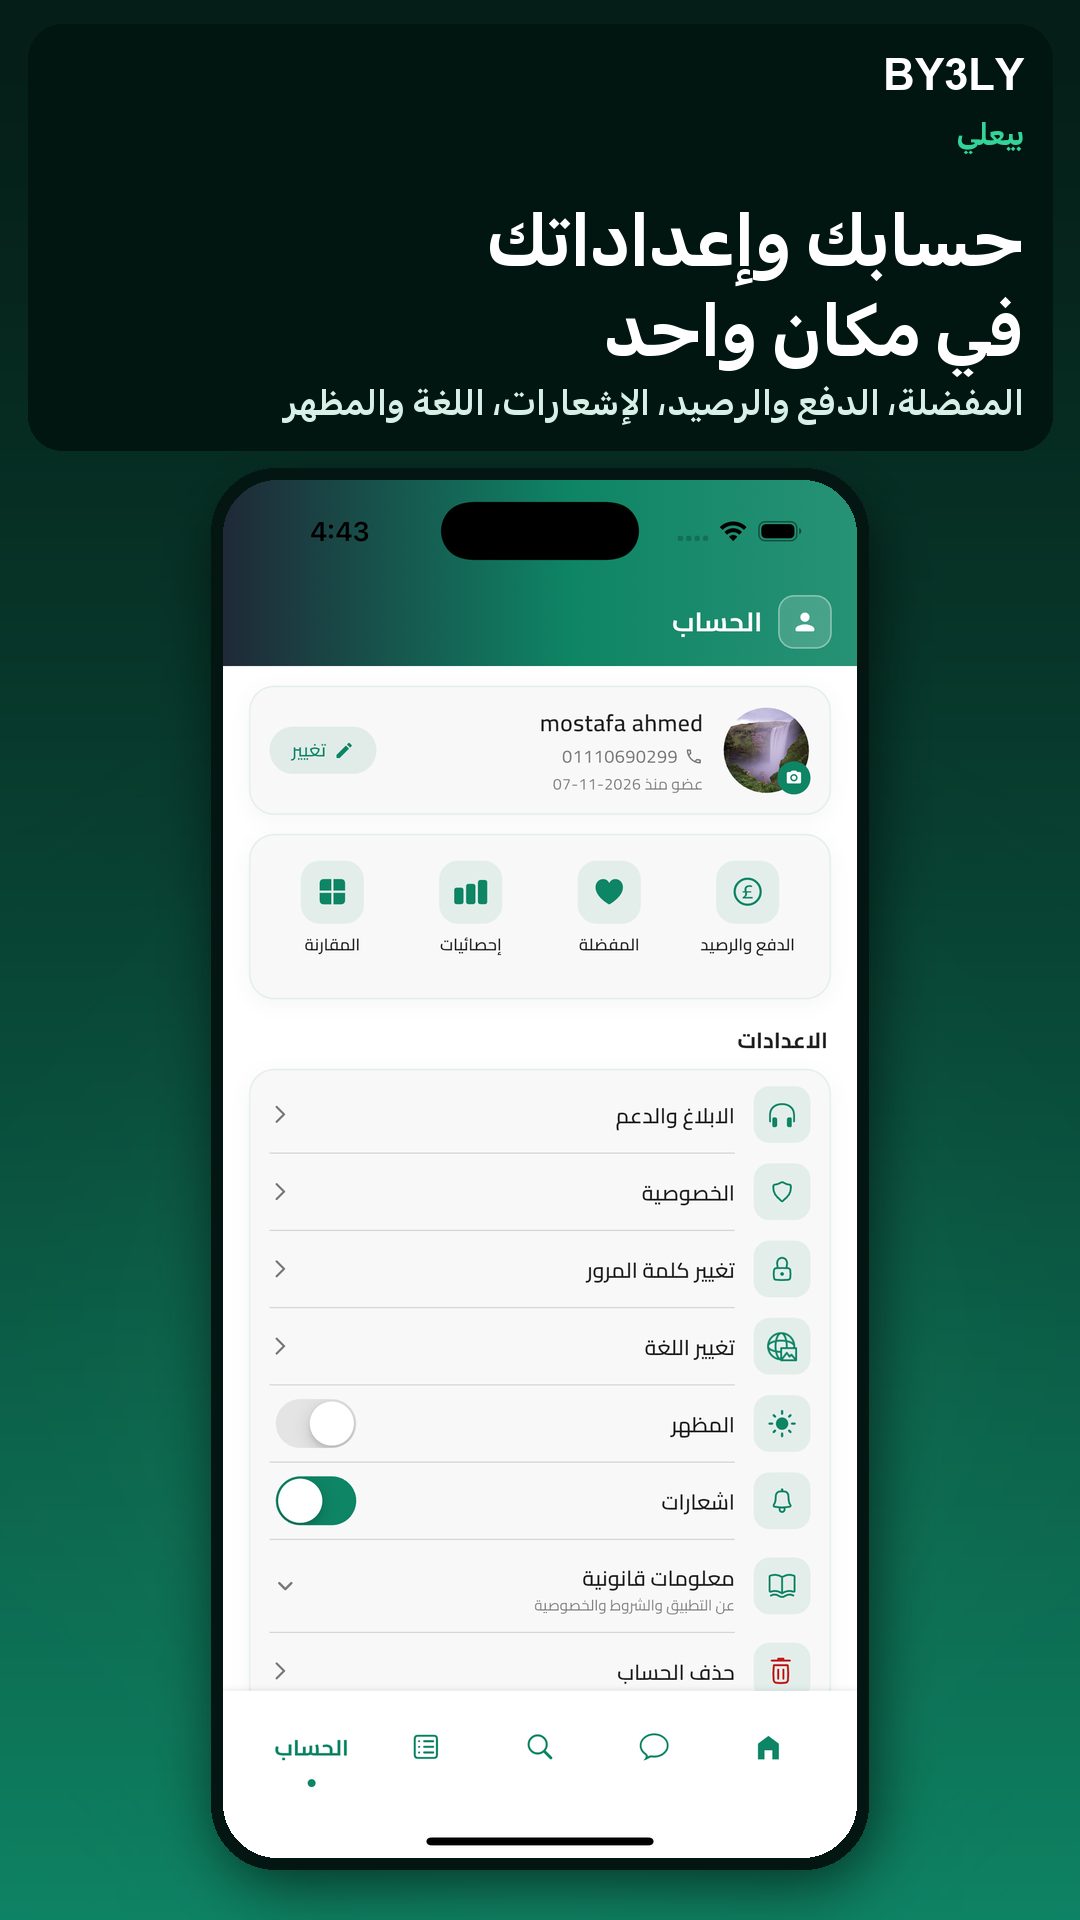 BY3LY
بيعلي
حسابك وإعداداتك
في مكان واحد
المفضلة، الدفع والرصيد، الإشعارات، اللغة والمظهر
4:43
الحساب
mostafa ahmed
01110690299
عضو منذ 2026-11-07
تغيير
الدفع والرصيد
المفضلة
إحصائيات
المقارنة
الاعدادات
الابلاغ والدعم
الخصوصية
تغيير كلمة المرور
تغيير اللغة
المظهر
اشعارات
معلومات قانونية
عن التطبيق والشروط والخصوصية
حذف الحساب
الحساب